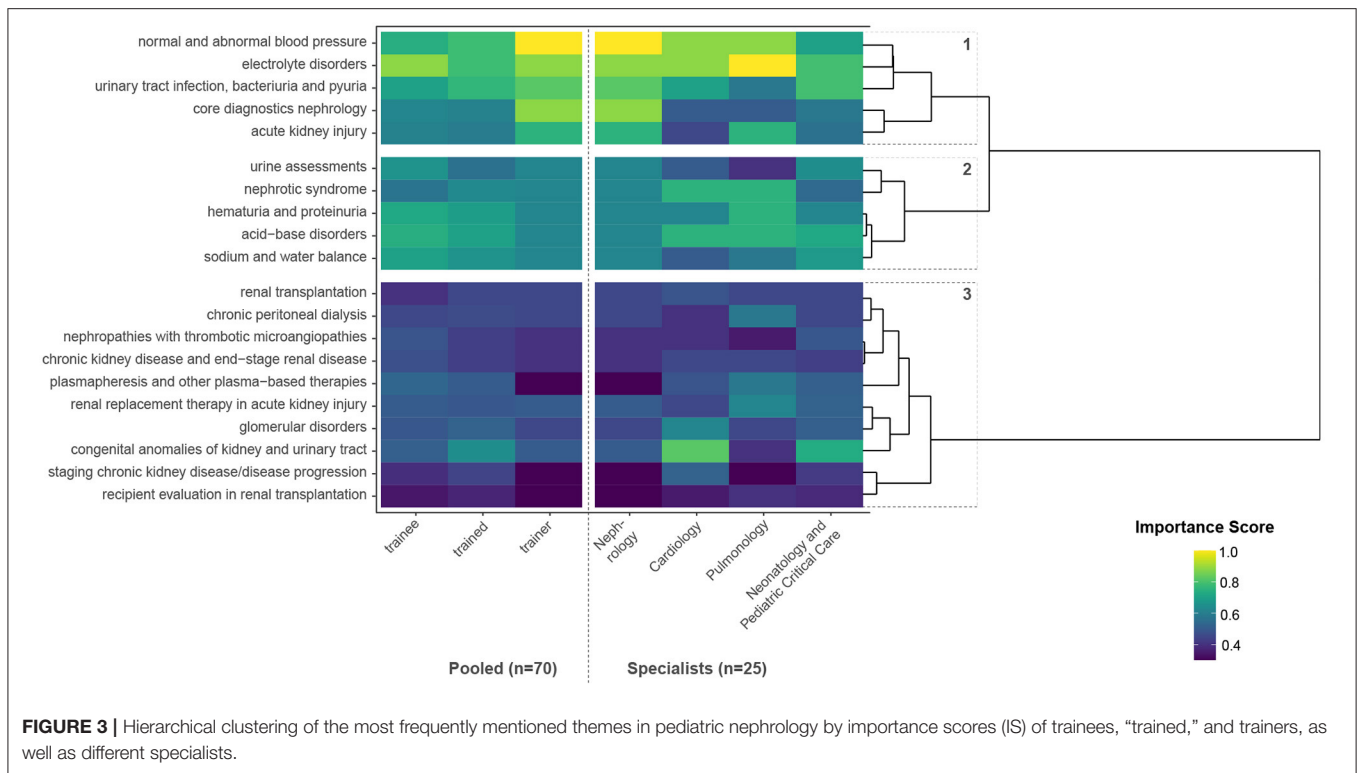 normal and abnormal blood pressure
electrolyte disorders
urinary tract infection, bacteriuria and pyuria
core diagnostics nephrology
acute kidney injury
1
urine assessments
nephrotic syndrome
hematuria and proteinuria
acid–base disorders
sodium and water balance
2
renal transplantation
chronic peritoneal dialysis
nephropathies with thrombotic microangiopathies
chronic kidney disease and end-stage renal disease
plasmapheresis and other plasma-based therapies
renal replacement therapy in acute kidney injury
glomerular disorders
congenital anomalies of kidney and urinary tract
staging chronic kidney disease/disease progression
recipient evaluation in renal transplantation
3
trainee
trained
trainer
Neph-
rology
Cardiology
Pulmonology
Neonatology and
Pediatric Critical Care
Pooled (n=70)
Specialists (n=25)
Importance Score
1.0
0.8
0.6
0.4
FIGURE 3 | Hierarchical clustering of the most frequently mentioned themes in pediatric nephrology by importance scores (IS) of trainees, “trained,” and trainers, as
well as different specialists.